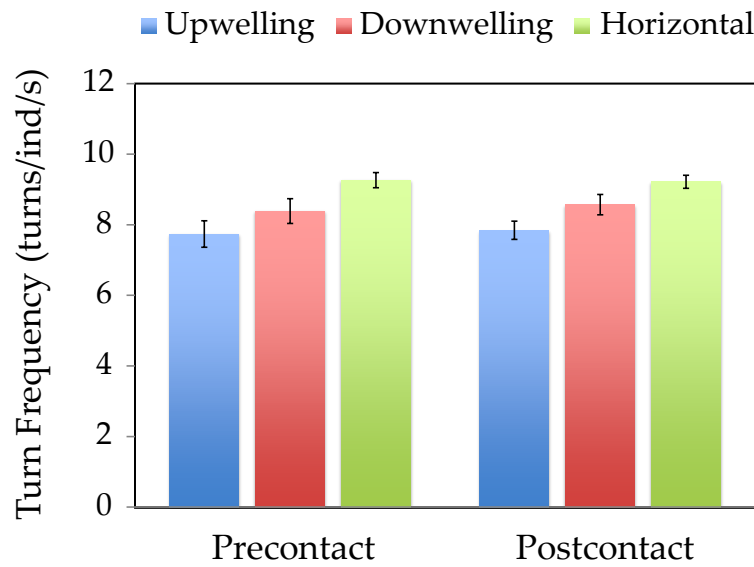 Upwelling Downwelling Horizontal
Turn Frequency (turns/ind/s)
12
10
8
6
4
2
0
Precontact Postcontact